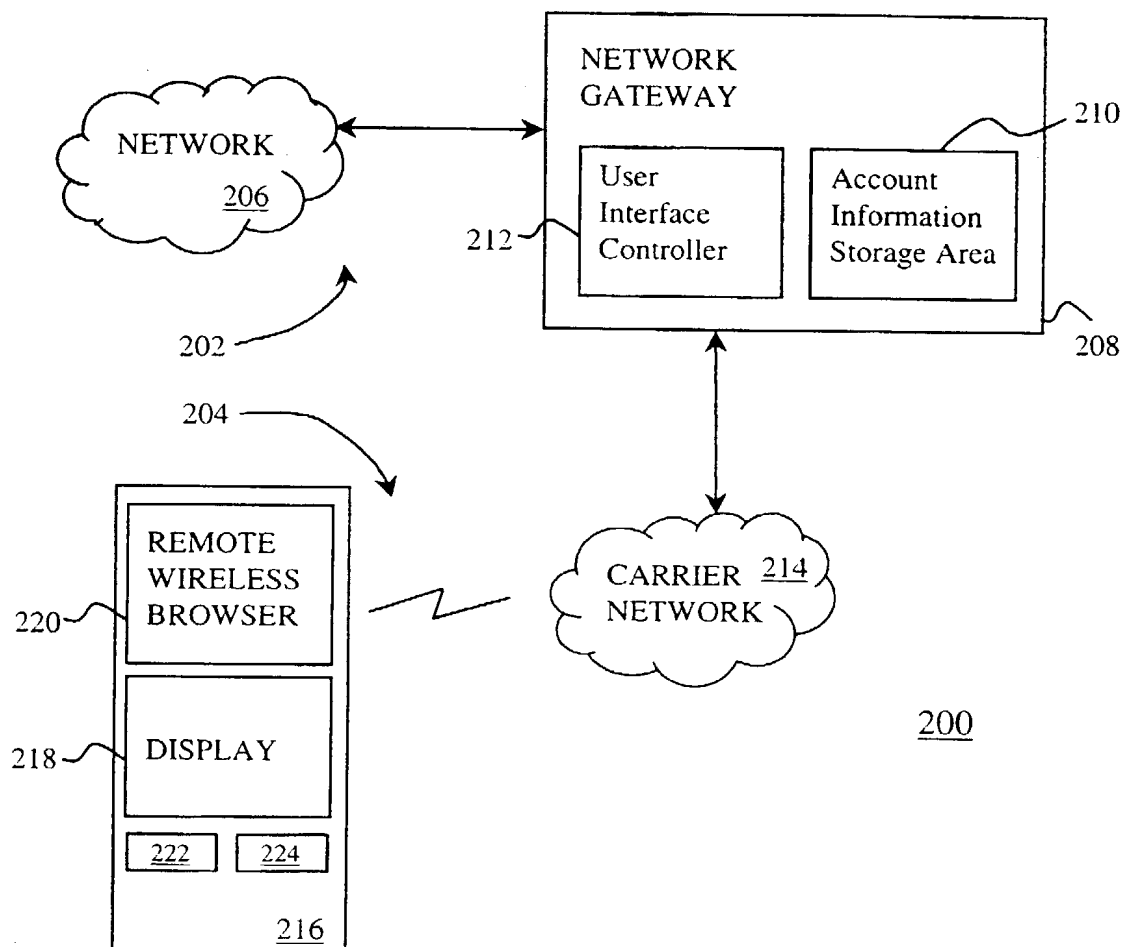 NETWORK
GATEWAY
210
NETWORK
206
User
Interface
Controller
Account
Information
Storage Area
212
202
208
204
REMOTE
WIRELESS
BROWSER
220
CARRIER
NETWORK
214
218
DISPLAY
200
222
224
216